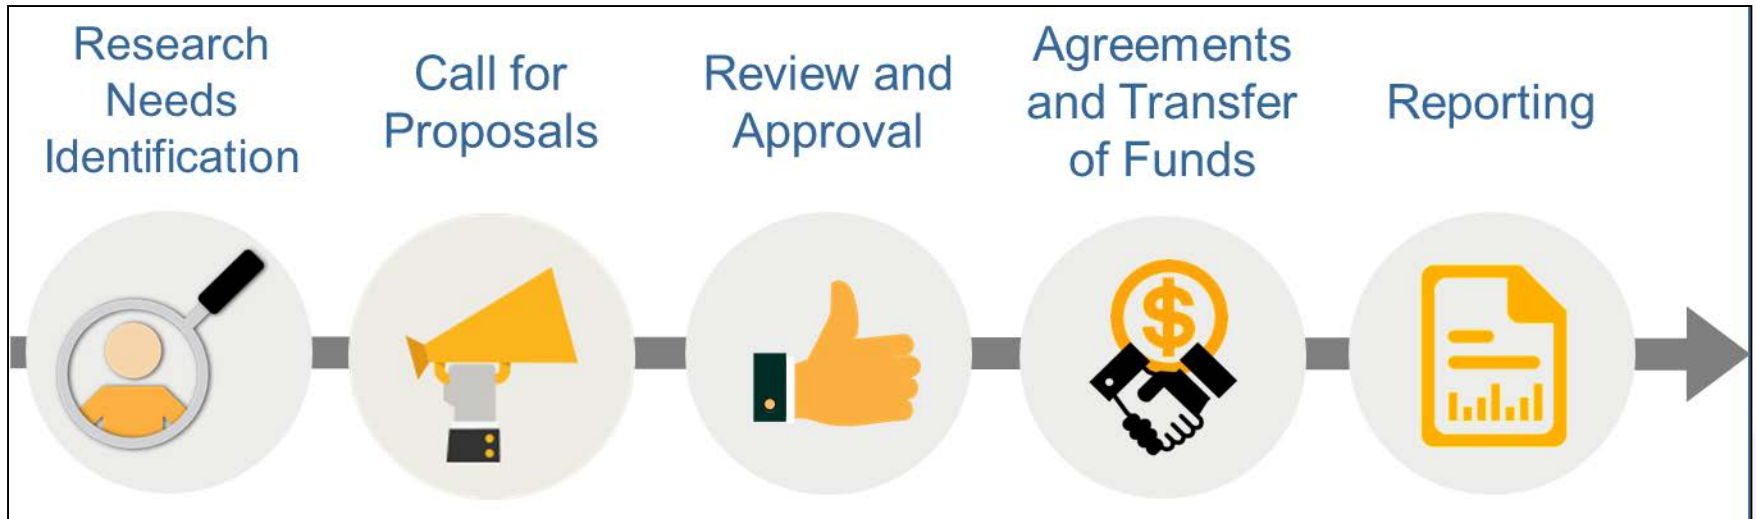 Research
Needs
Identification
Call for
Proposals
Review and
Approval
Agreements
and Transfer
of Funds
Reporting
$